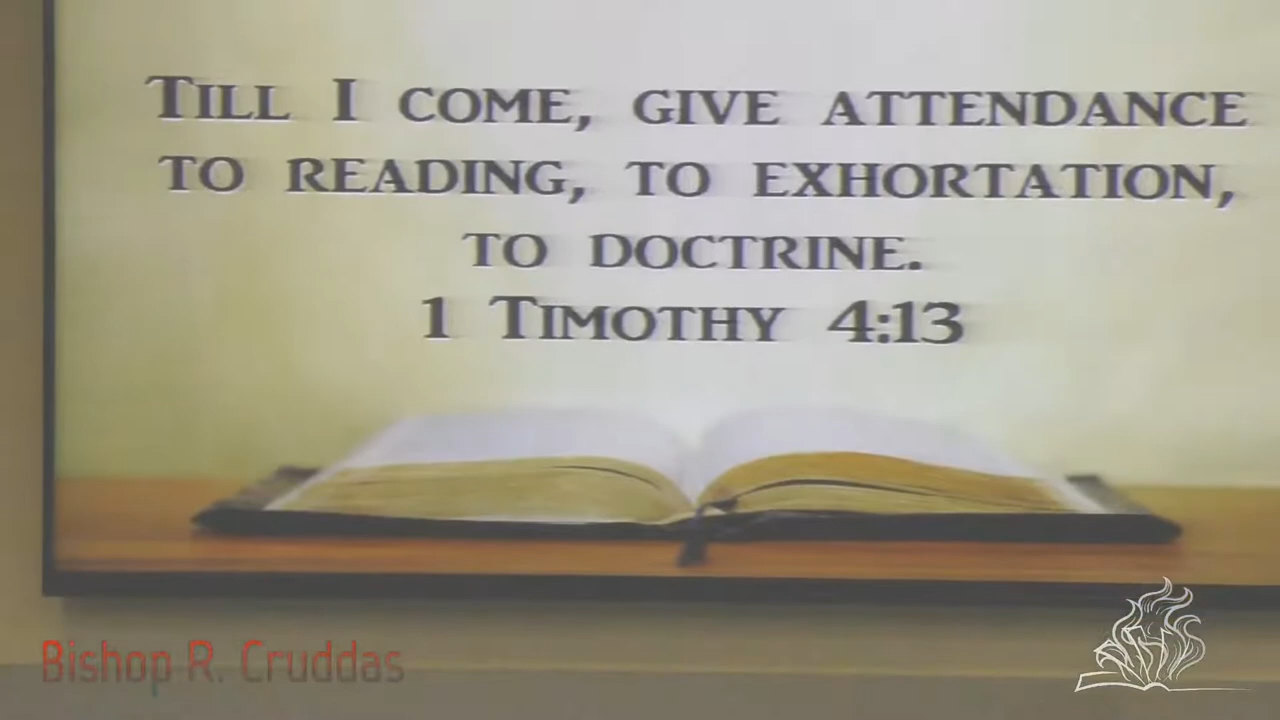 Till I come, give attendance
to reading, to exhortation,
to doctrine.
1 Timothy 4:13
Bishop R. Cruddas